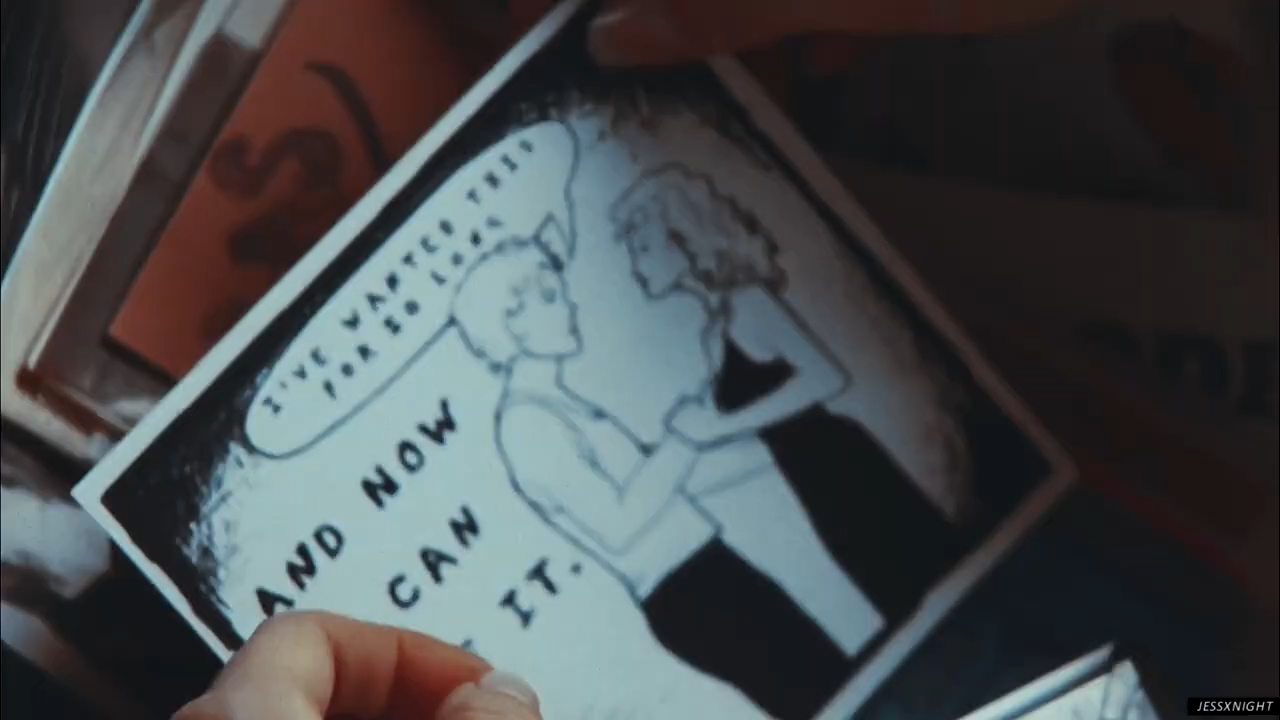 I'VE WANTED THIS
FOR SO LONG
AND NOW
CAN
IT.
JESSXNIGHT